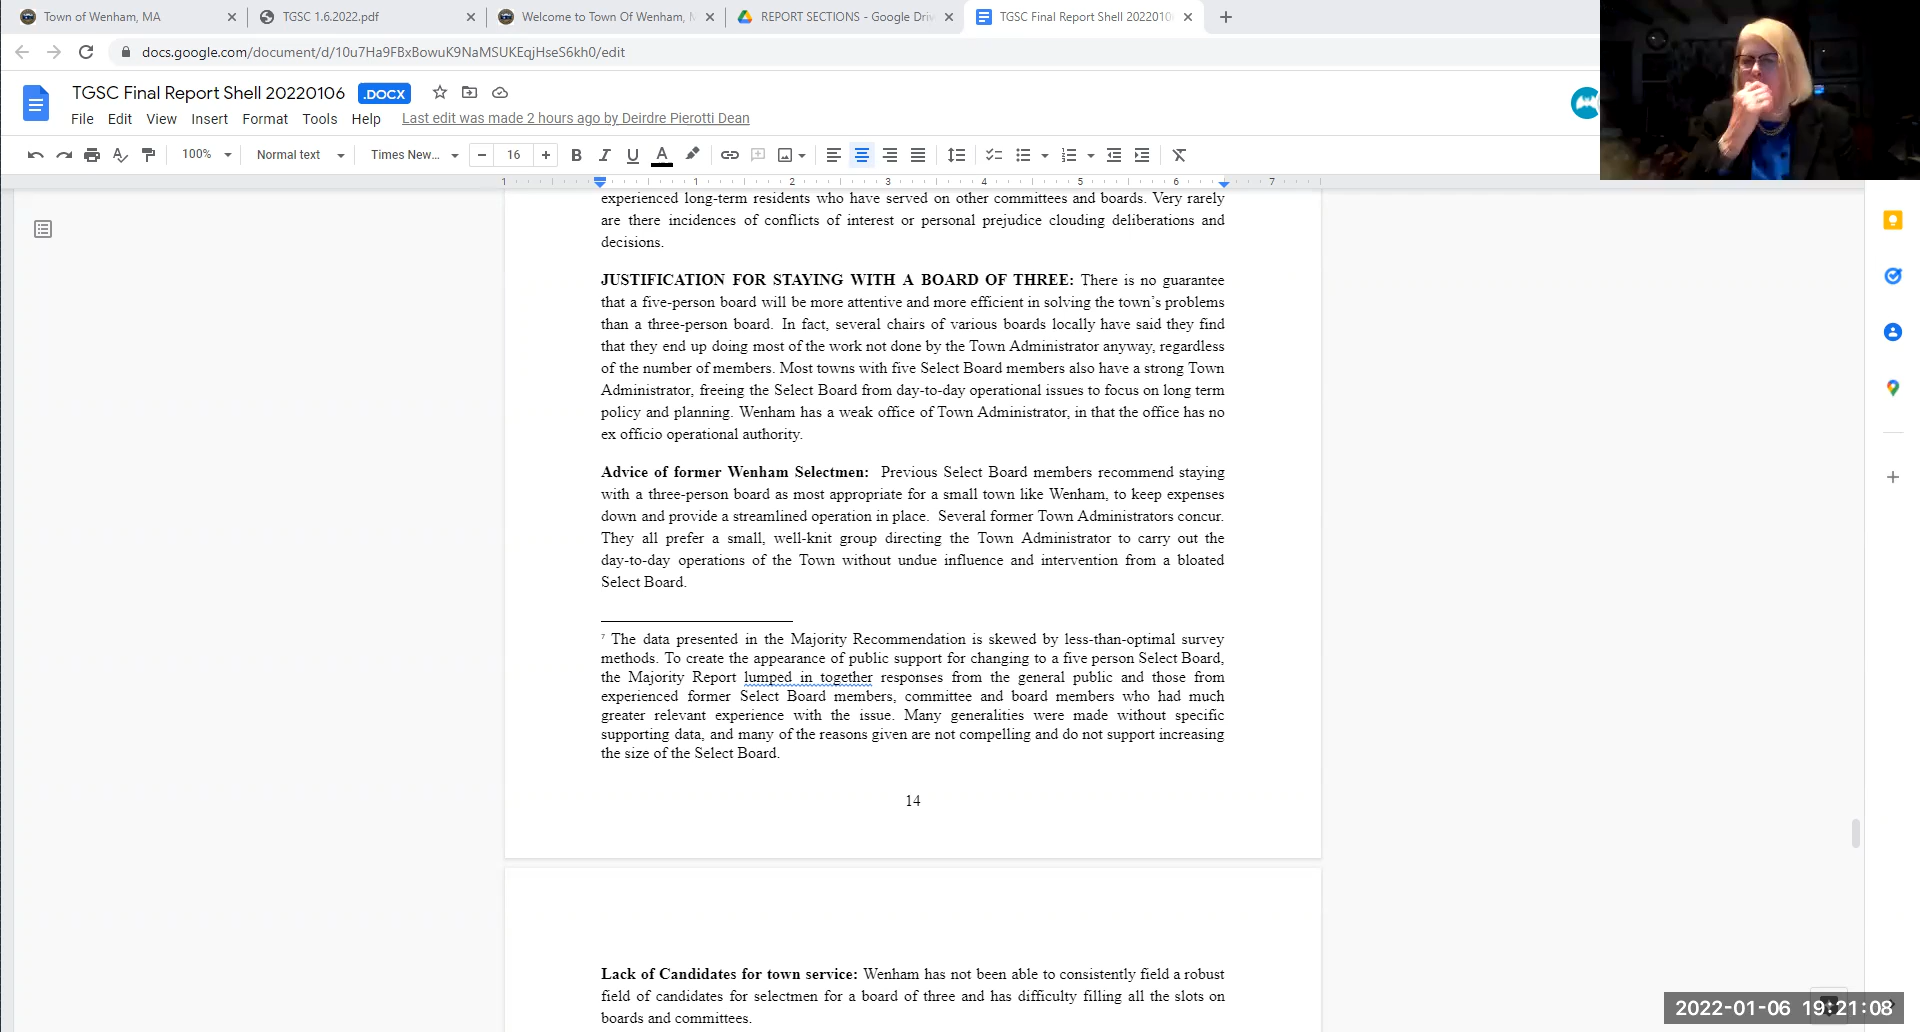 Town of Wenham, MA
TGSC 1.6.2022.pdf
Welcome to Town Of Wenham, M
REPORT SECTIONS - Google Driv
TGSC Final Report Shell 2022010
docs.google.com/document/d/10u7Ha9FBxBowuK9NaMSUKEqjHseS6kh0/edit
TGSC Final Report Shell 20220106 .DOCX
File Edit View Insert Format Tools Help Last edit was made 2 hours ago by Deirdre Pierotti Dean
100% Normal text Times New... 16 B I U A
1 1 2 3 4 5 6 7
experienced long-term residents who have served on other committees and boards. Very rarely
are there incidences of conflicts of interest or personal prejudice clouding deliberations and
decisions.
JUSTIFICATION FOR STAYING WITH A BOARD OF THREE: There is no guarantee
that a five-person board will be more attentive and more efficient in solving the town's problems
than a three-person board. In fact, several chairs of various boards locally have said they find
that they end up doing most of the work not done by the Town Administrator anyway, regardless
of the number of members. Most towns with five Select Board members also have a strong Town
Administrator, freeing the Select Board from day-to-day operational issues to focus on long term
policy and planning. Wenham has a weak office of Town Administrator, in that the office has no
ex officio operational authority.
Advice of former Wenham Selectmen: Previous Select Board members recommend staying
with a three-person board as most appropriate for a small town like Wenham, to keep expenses
down and provide a streamlined operation in place. Several former Town Administrators concur.
They all prefer a small, well-knit group directing the Town Administrator to carry out the
day-to-day operations of the Town without undue influence and intervention from a bloated
Select Board.
7 The data presented in the Majority Recommendation is skewed by less-than-optimal survey
methods. To create the appearance of public support for changing to a five person Select Board,
the Majority Report lumped in together responses from the general public and those from
experienced former Select Board members, committee and board members who had much
greater relevant experience with the issue. Many generalities were made without specific
supporting data, and many of the reasons given are not compelling and do not support increasing
the size of the Select Board.
14
Lack of Candidates for town service: Wenham has not been able to consistently field a robust
field of candidates for selectmen for a board of three and has difficulty filling all the slots on
boards and committees.
2022-01-06 19:21:08